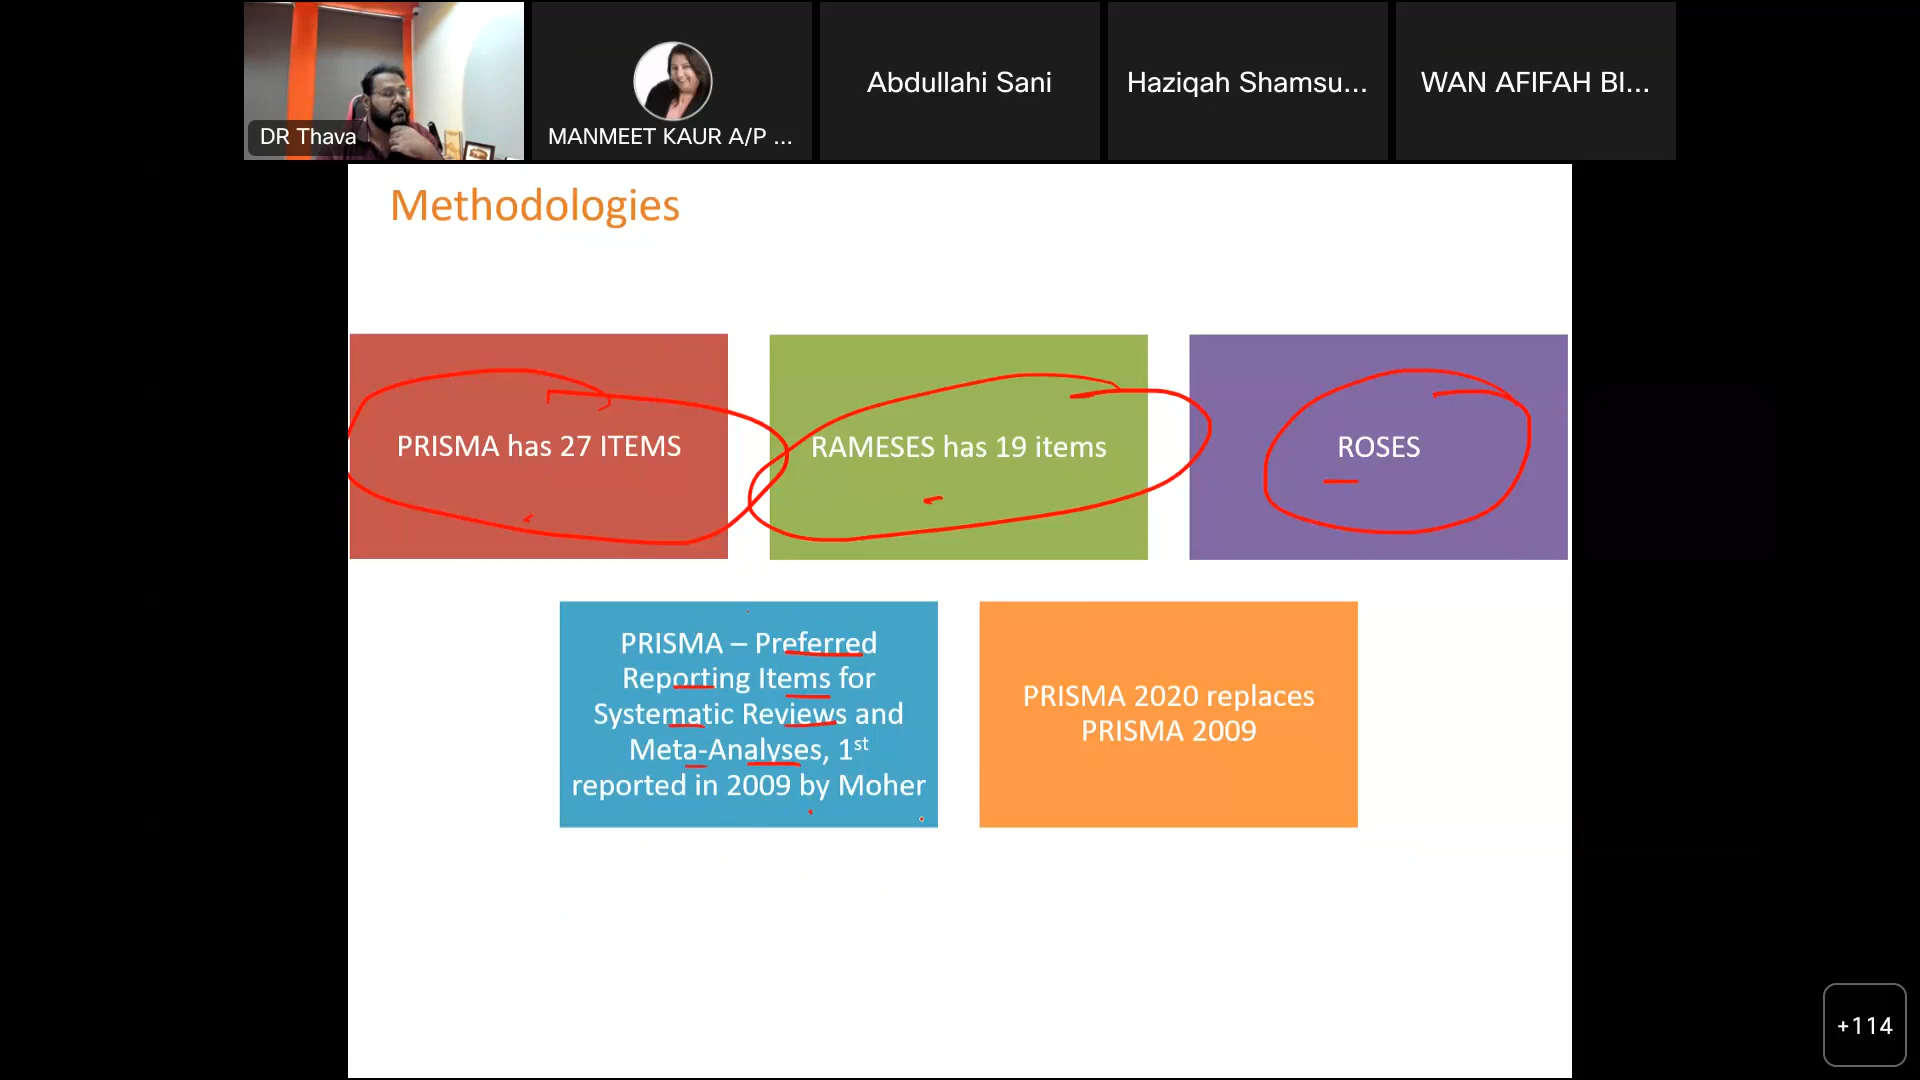 DR Thava
MANMEET KAUR A/P ...
Abdullahi Sani
Haziqah Shamsu...
WAN AFIFAH BI...
Methodologies
PRISMA has 27 ITEMS
RAMESES has 19 items
ROSES
PRISMA – Preferred
Reporting Items for
Systematic Reviews and
Meta-Analyses, 1st
reported in 2009 by Moher
PRISMA 2020 replaces
PRISMA 2009
+114